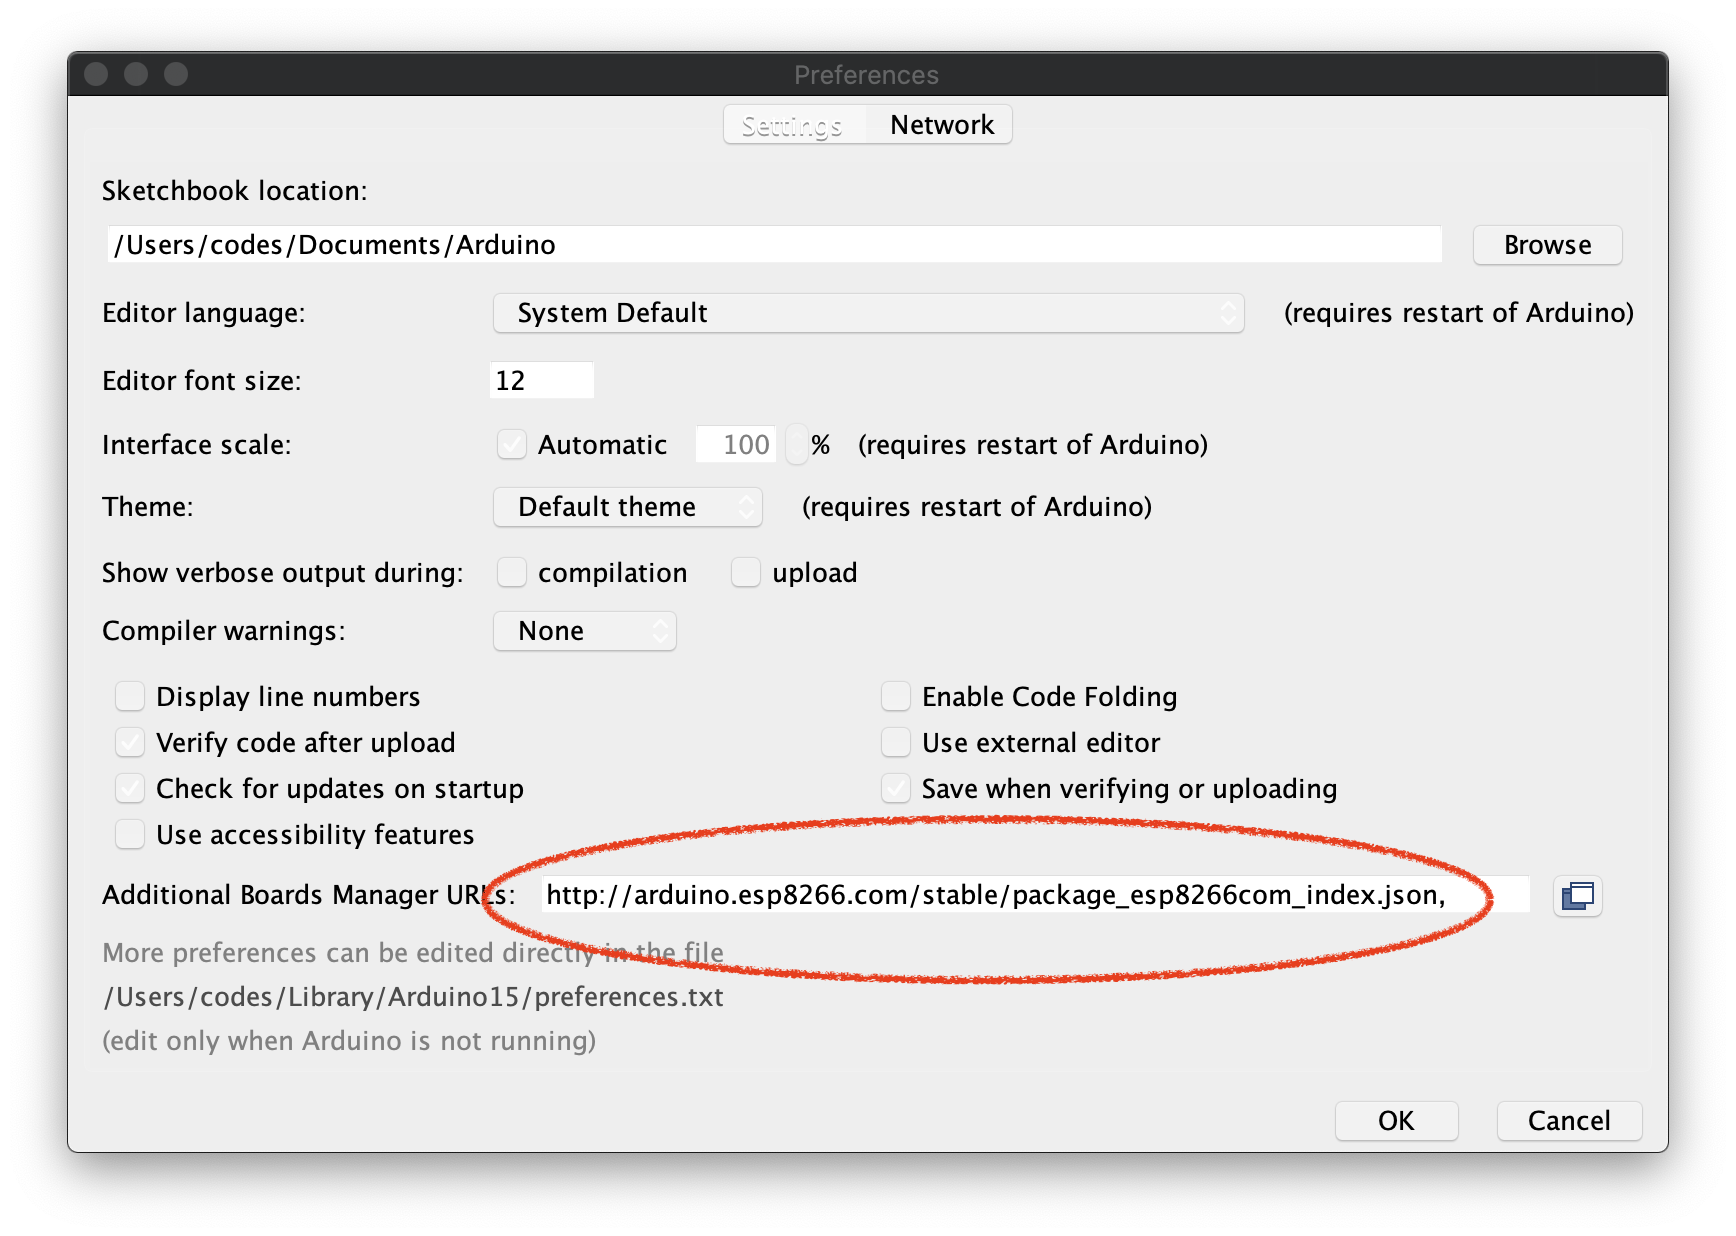 Preferences
Settings Network
Sketchbook location:
/Users/codes/Documents/Arduino Browse
Editor language: System Default (requires restart of Arduino)
Editor font size: 12
Interface scale: Automatic 100 % (requires restart of Arduino)
Theme: Default theme (requires restart of Arduino)
Show verbose output during: compilation upload
Compiler warnings: None
Display line numbers Enable Code Folding
Verify code after upload Use external editor
Check for updates on startup Save when verifying or uploading
Use accessibility features
Additional Boards Manager URLs: http://arduino.esp8266.com/stable/package_esp8266com_index.json,
More preferences can be edited directly in the file
/Users/codes/Library/Arduino15/preferences.txt
(edit only when Arduino is not running)
OK Cancel